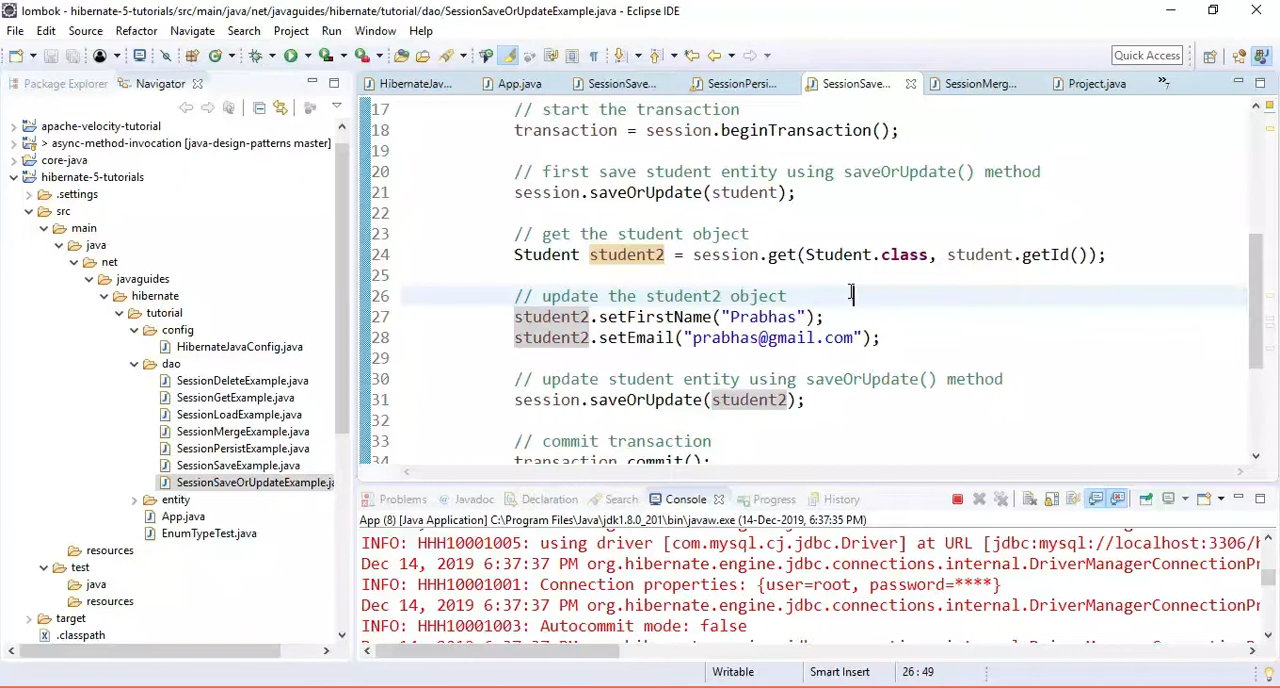 lombok - hibernate-5-tutorials/src/main/java/net/javaguides/hibernate/tutorial/dao/SessionSaveOrUpdateExample.java - Eclipse IDE
File Edit Source Refactor Navigate Search Project Run Window Help
Quick Access
Package Explorer Navigator
HibernateJav... App.java SessionSave... SessionPersi... SessionSave... SessionMerg... Project.java »7
apache-velocity-tutorial
> async-method-invocation [java-design-patterns master]
core-java
hibernate-5-tutorials
.settings
src
main
java
net
javaguides
hibernate
tutorial
config
HibernateJavaConfig.java
dao
SessionDeleteExample.java
SessionGetExample.java
SessionLoadExample.java
SessionMergeExample.java
SessionPersistExample.java
SessionSaveExample.java
SessionSaveOrUpdateExample.ja
entity
App.java
EnumTypeTest.java
resources
test
java
resources
target
.classpath
17 // start the transaction
18 transaction = session.beginTransaction();
19
20 // first save student entity using saveOrUpdate() method
21 session.saveOrUpdate(student);
22
23 // get the student object
24 Student student2 = session.get(Student.class, student.getId());
25
26 // update the student2 object
27 student2.setFirstName("Prabhas");
28 student2.setEmail("prabhas@gmail.com");
29
30 // update student entity using saveOrUpdate() method
31 session.saveOrUpdate(student2);
32
33 // commit transaction
34 transaction.commit();
Problems Javadoc Declaration Search Console Progress History
App (8) [Java Application] C:\Program Files\Java\jdk1.8.0_201\bin\javaw.exe (14-Dec-2019, 6:37:35 PM)
INFO: HHH10001005: using driver [com.mysql.cj.jdbc.Driver] at URL [jdbc:mysql://localhost:3306/h
Dec 14, 2019 6:37:37 PM org.hibernate.engine.jdbc.connections.internal.DriverManagerConnectionPr
INFO: HHH10001001: Connection properties: {user=root, password=****}
Dec 14, 2019 6:37:37 PM org.hibernate.engine.jdbc.connections.internal.DriverManagerConnectionPr
INFO: HHH10001003: Autocommit mode: false
Writable Smart Insert 26 : 49